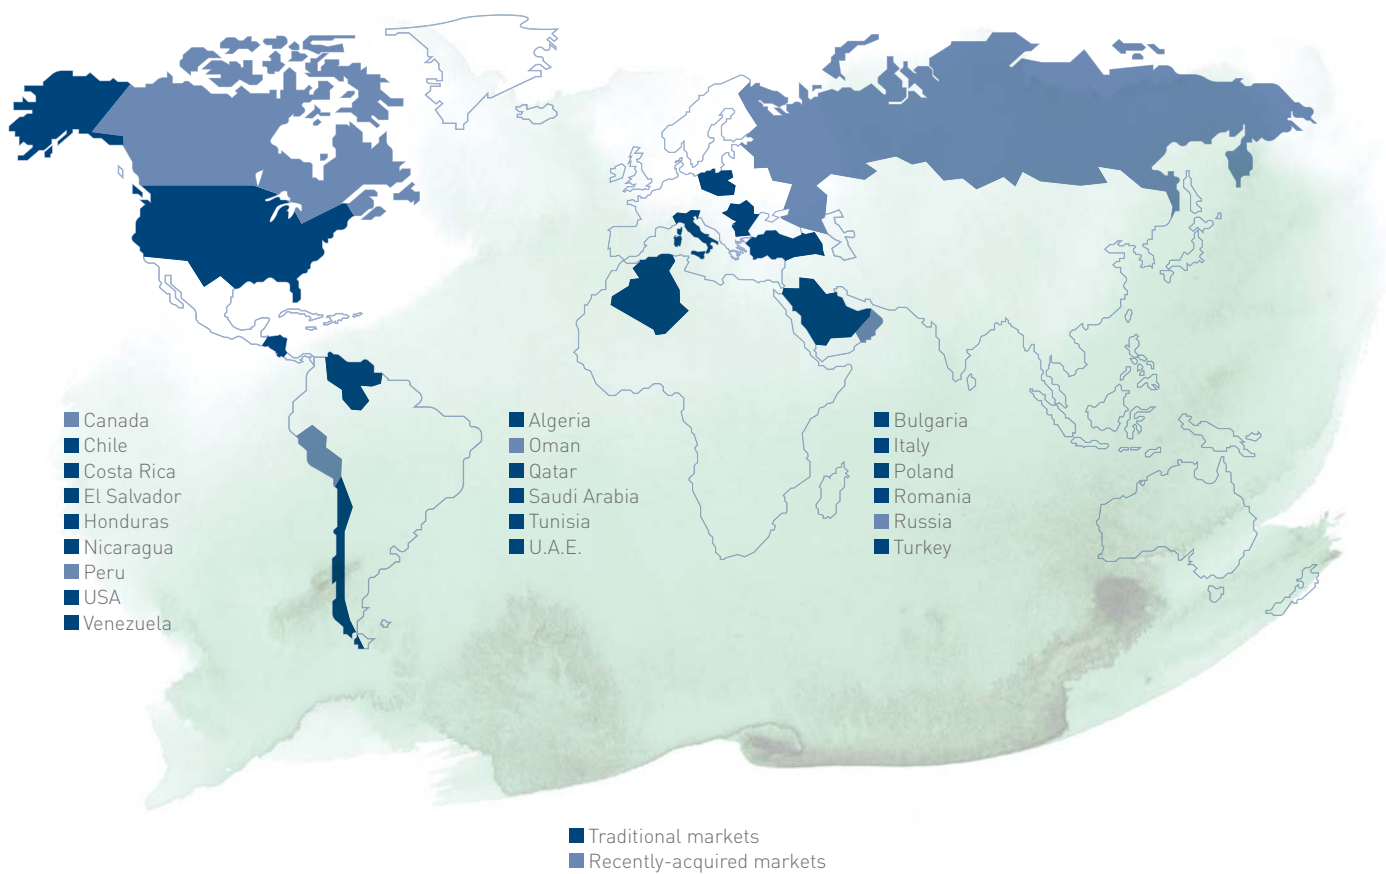 Canada
Chile
Costa Rica
El Salvador
Honduras
Nicaragua
Peru
USA
Venezuela
Algeria
Oman
Qatar
Saudi Arabia
Tunisia
U.A.E.
Bulgaria
Italy
Poland
Romania
Russia
Turkey
Traditional markets
Recently-acquired markets